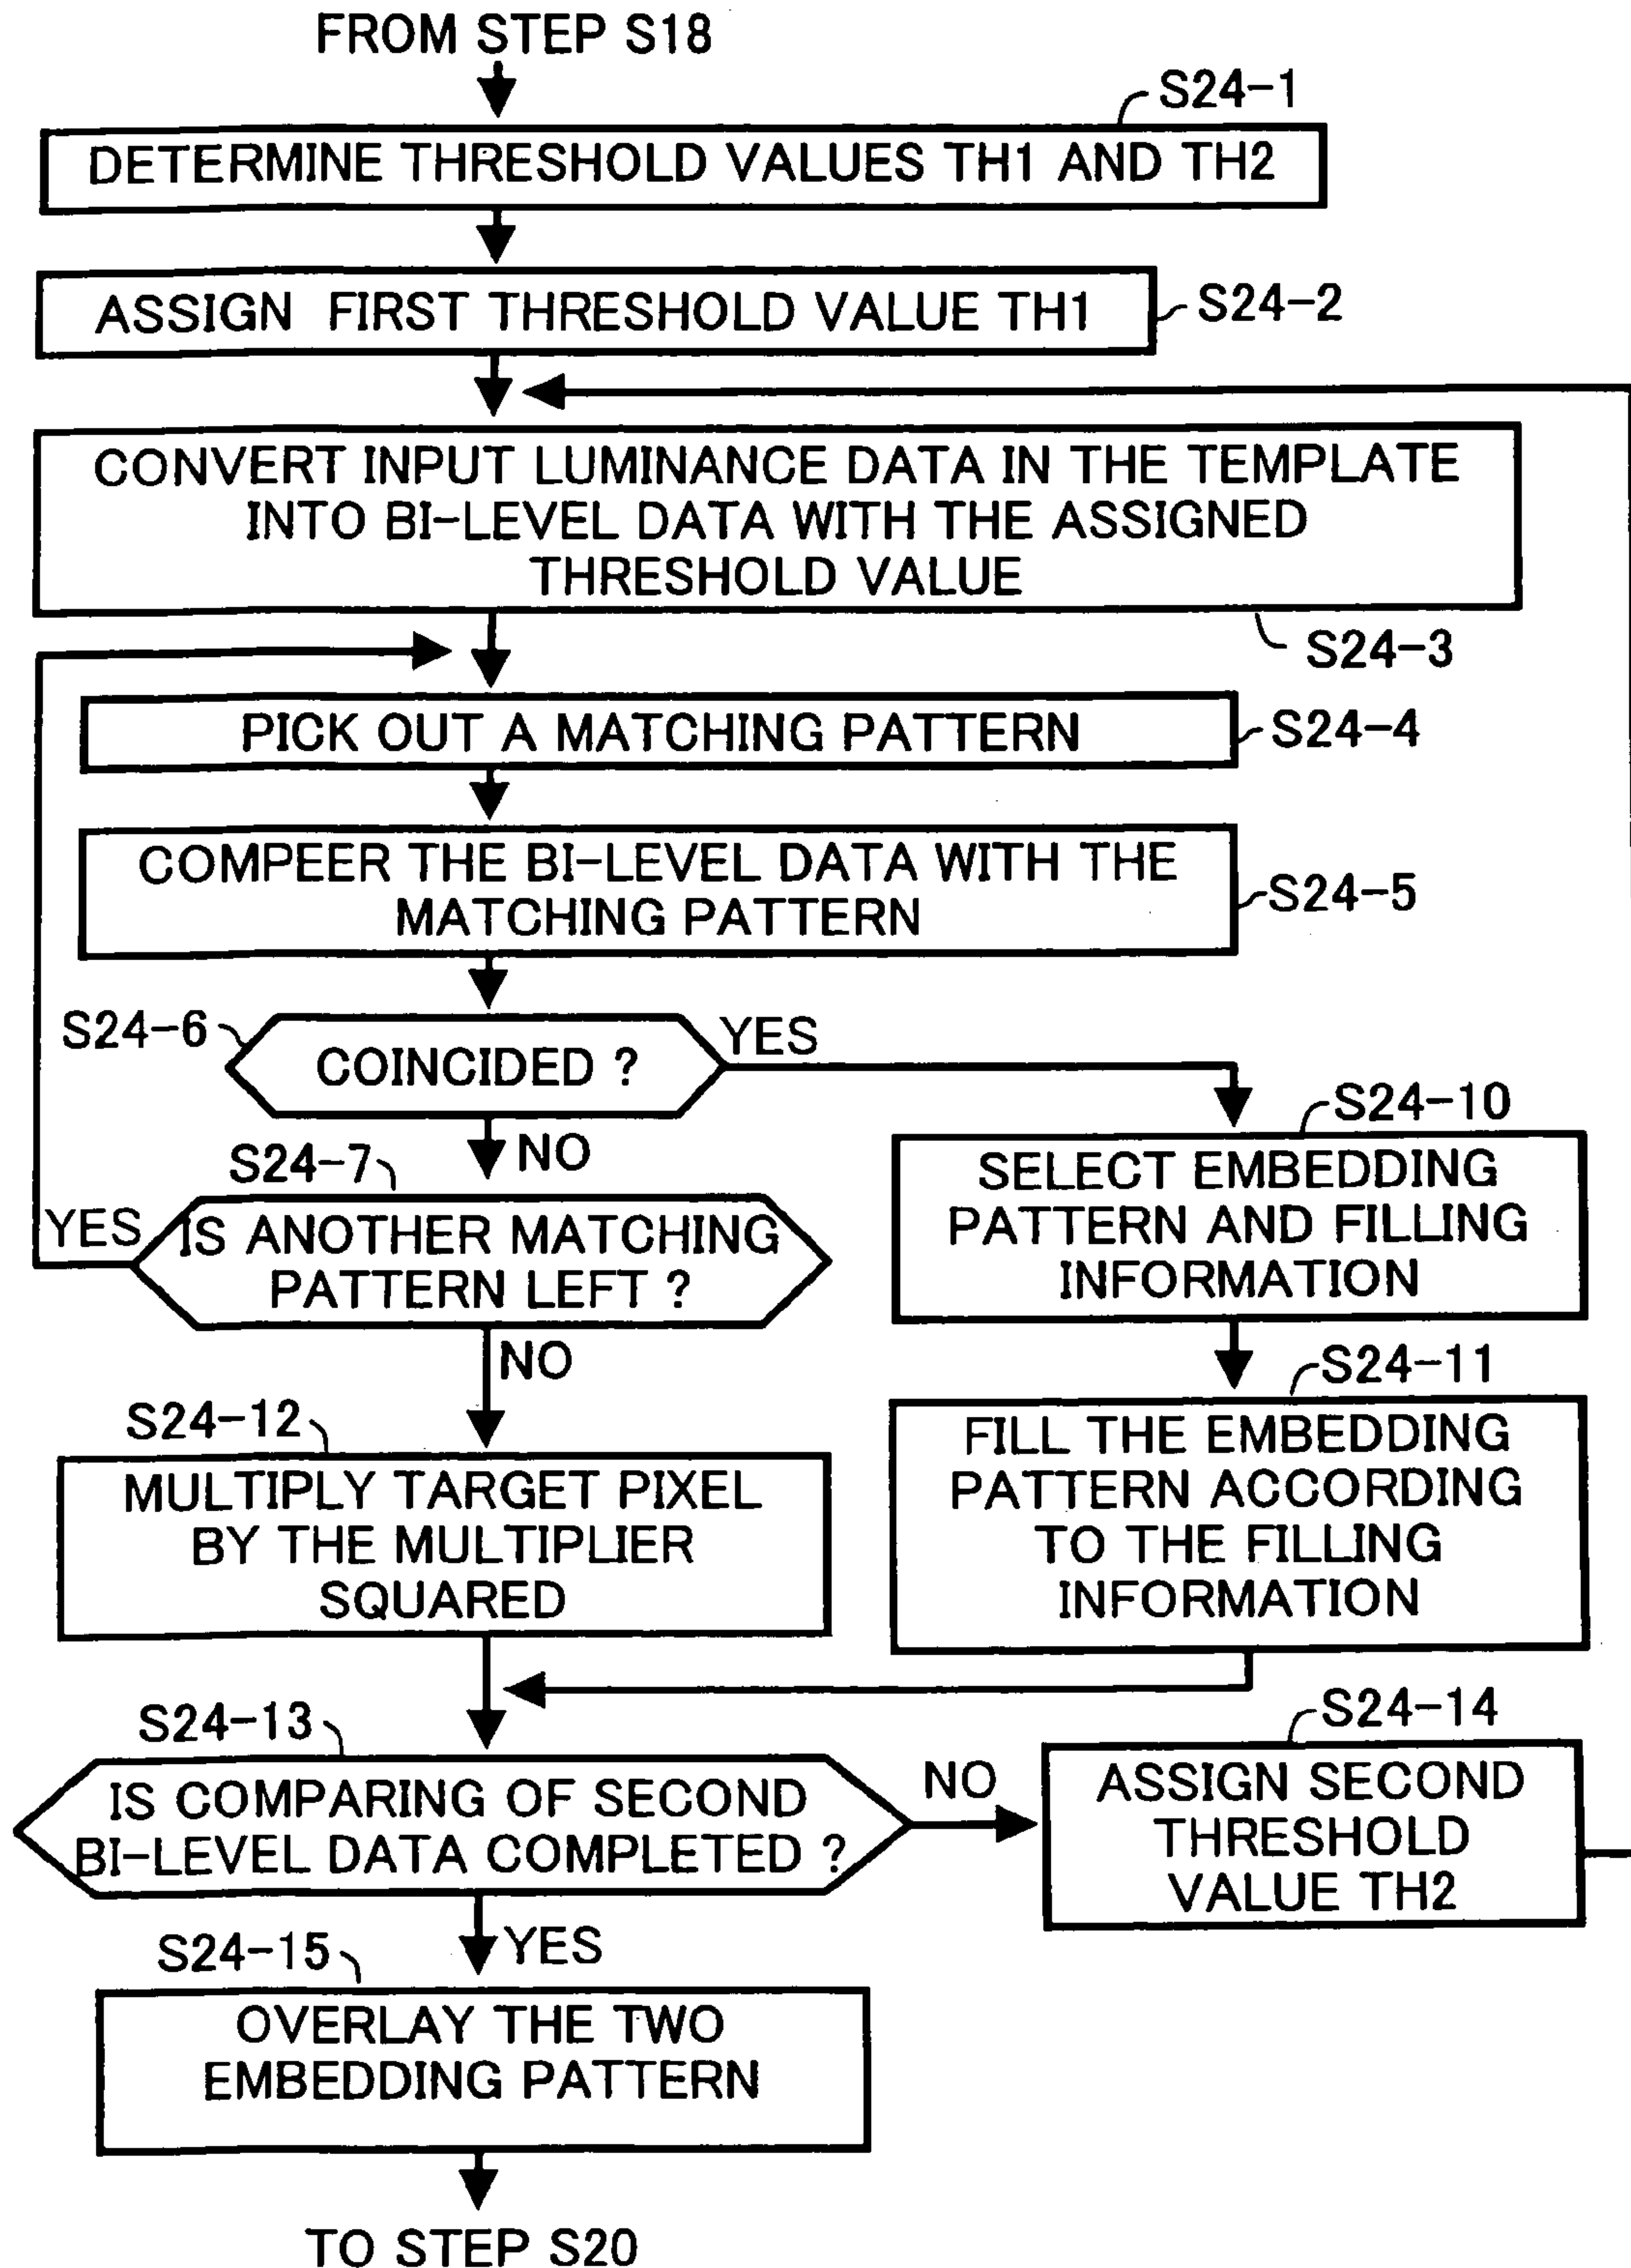 FROM STEP S18
S24-1
DETERMINE THRESHOLD VALUES TH1 AND TH2
ASSIGN FIRST THRESHOLD VALUE TH1
S24-2
CONVERT INPUT LUMINANCE DATA IN THE TEMPLATE
INTO BI-LEVEL DATA WITH THE ASSIGNED
THRESHOLD VALUE
S24-3
PICK OUT A MATCHING PATTERN
S24-4
COMPEER THE BI-LEVEL DATA WITH THE
MATCHING PATTERN
S24-5
S24-6
COINCIDED ?
YES
NO
S24-7
IS ANOTHER MATCHING
PATTERN LEFT ?
YES
NO
S24-10
SELECT EMBEDDING
PATTERN AND FILLING
INFORMATION
S24-11
FILL THE EMBEDDING
PATTERN ACCORDING
TO THE FILLING
INFORMATION
S24-12
MULTIPLY TARGET PIXEL
BY THE MULTIPLIER
SQUARED
S24-13
IS COMPARING OF SECOND
BI-LEVEL DATA COMPLETED ?
NO
S24-14
ASSIGN SECOND
THRESHOLD
VALUE TH2
YES
S24-15
OVERLAY THE TWO
EMBEDDING PATTERN
TO STEP S20